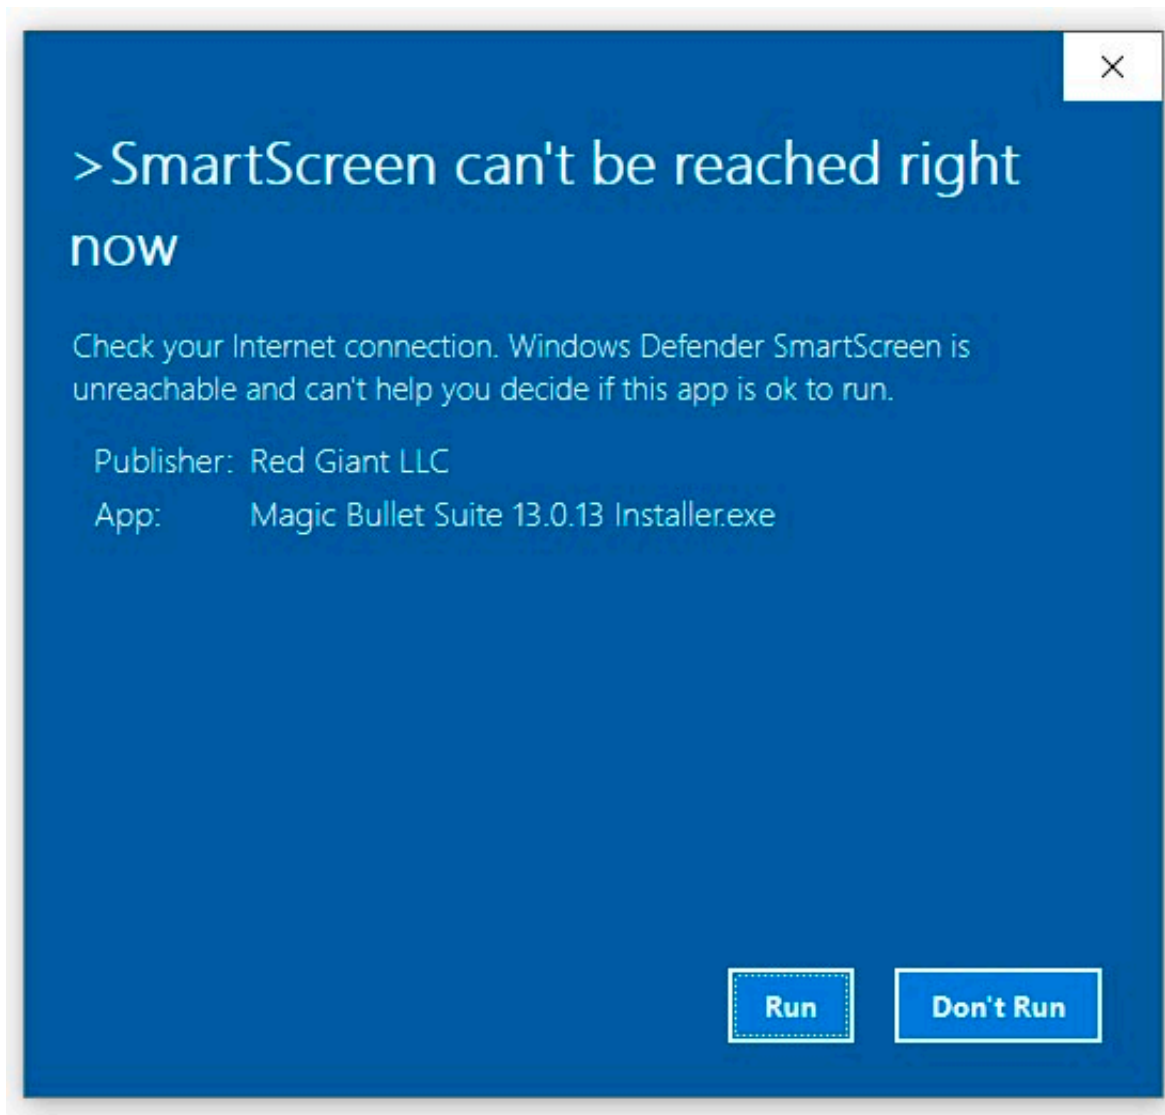 >SmartScreen can't be reached right
now
Check your Internet connection. Windows Defender SmartScreen is
unreachable and can't help you decide if this app is ok to run.
Publisher: Red Giant LLC
App: Magic Bullet Suite 13.0.13 Installer.exe
Run Don't Run